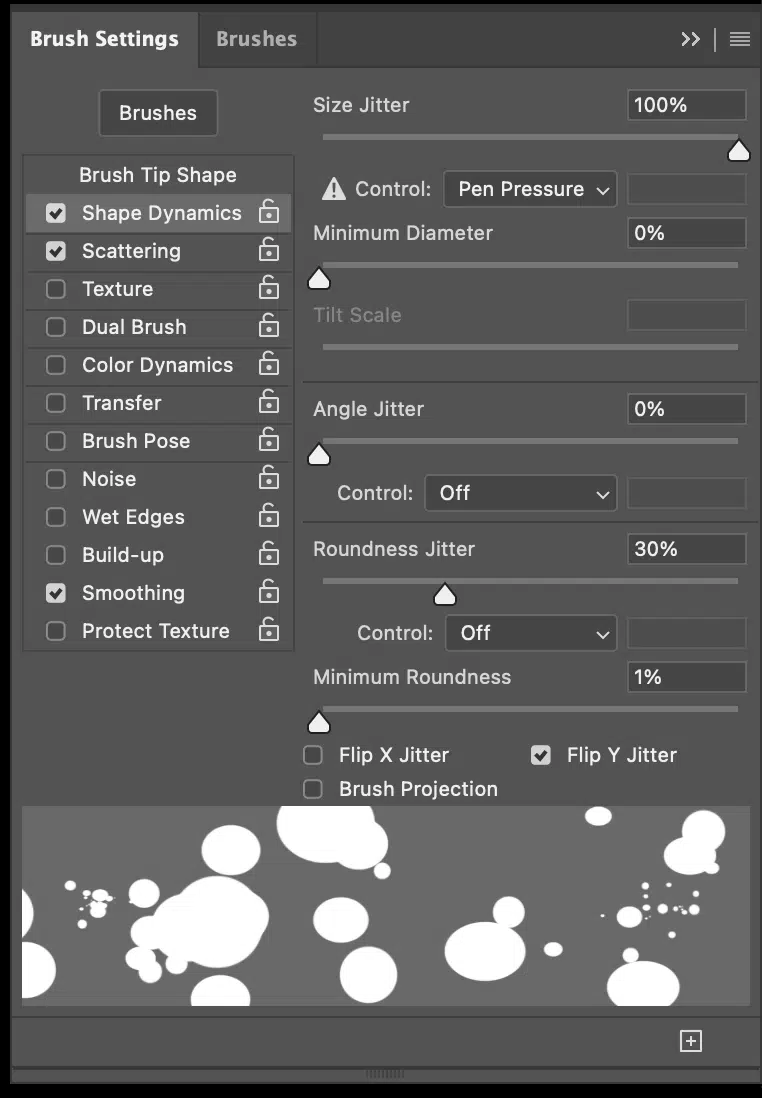 Brush Settings
Brushes
Brushes
Brush Tip Shape
Shape Dynamics
Scattering
Texture
Dual Brush
Color Dynamics
Transfer
Brush Pose
Noise
Wet Edges
Build-up
Smoothing
Protect Texture
Size Jitter 100%
Control: Pen Pressure
Minimum Diameter 0%
Tilt Scale
Angle Jitter 0%
Control: Off
Roundness Jitter 30%
Control: Off
Minimum Roundness 1%
Flip X Jitter Flip Y Jitter
Brush Projection